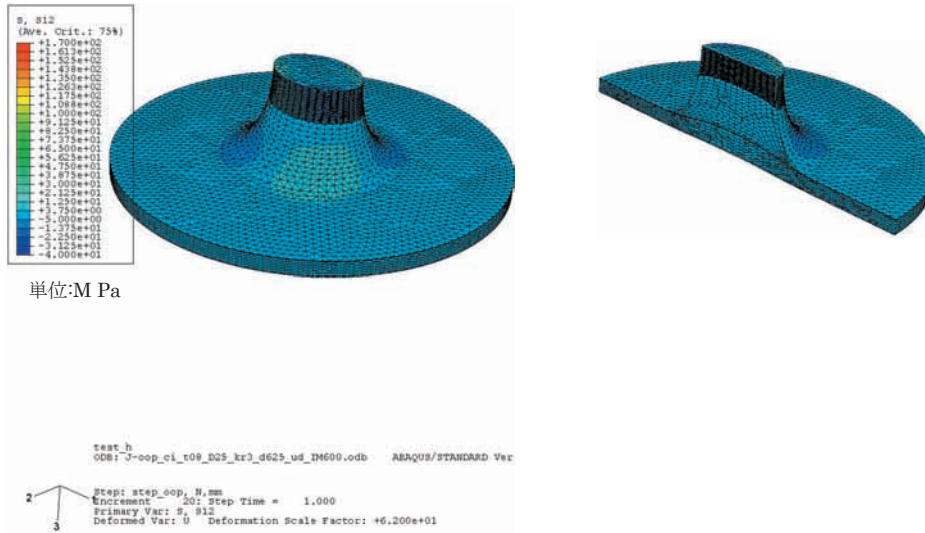 S, S12
(Ave. Crit.: 75%)
+1.700e+02
+1.613e+02
+1.525e+02
+1.438e+02
+1.350e+02
+1.263e+02
+1.175e+02
+1.088e+02
+1.000e+02
+9.125e+01
+8.250e+01
+7.375e+01
+6.500e+01
+5.625e+01
+4.750e+01
+3.875e+01
+3.000e+01
+2.125e+01
+1.250e+01
+3.750e+00
-5.000e+00
-1.375e+01
-2.250e+01
-3.125e+01
-4.000e+01
単位:M Pa
test_h
ODB: J-oop_ci_t08_D25_kr3_d625_ud_IM600.odb ABAQUS/STANDARD Ver
Step: step_oop, N,mm
Increment 20: Step Time = 1.000
Primary Var: S, S12
Deformed Var: U Deformation Scale Factor: +6.200e+01
2 1
3